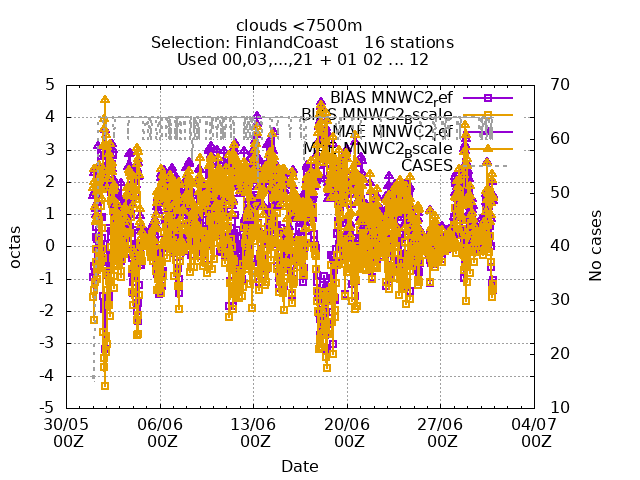 clouds <7500m
Selection: FinlandCoast 16 stations
Used 00,03,...,21 + 01 02 ... 12
BIAS MNWC2_ref
BIAS MNWC2_Bscale
MAE MNWC2_ref
MAE MNWC2_Bscale
CASES
5
4
3
2
1
0
-1
-2
-3
-4
-5
octas
70
60
50
40
30
20
10
No cases
30/05 06/06 13/06 20/06 27/06 04/07
00Z 00Z 00Z 00Z 00Z 00Z
Date